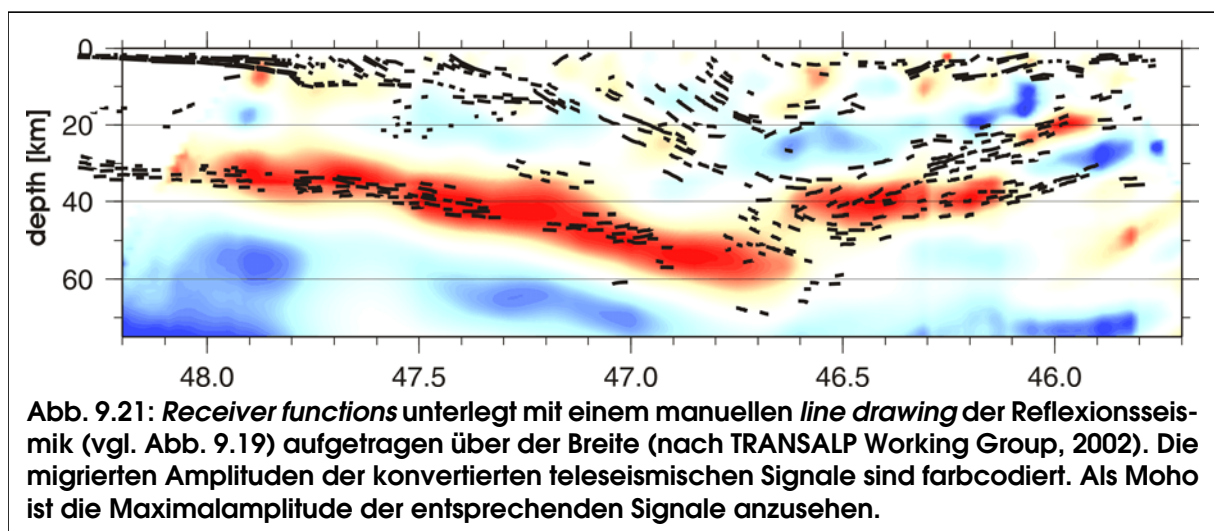 0
20
40
60
depth [km]
48.0 47.5 47.0 46.5 46.0
Abb. 9.21: Receiver functions unterlegt mit einem manuellen line drawing der Reflexionsseis-
mik (vgl. Abb. 9.19) aufgetragen über der Breite (nach TRANSALP Working Group, 2002). Die
migrierten Amplituden der konvertierten teleseismischen Signale sind farbcodiert. Als Moho
ist die Maximalamplitude der entsprechenden Signale anzusehen.